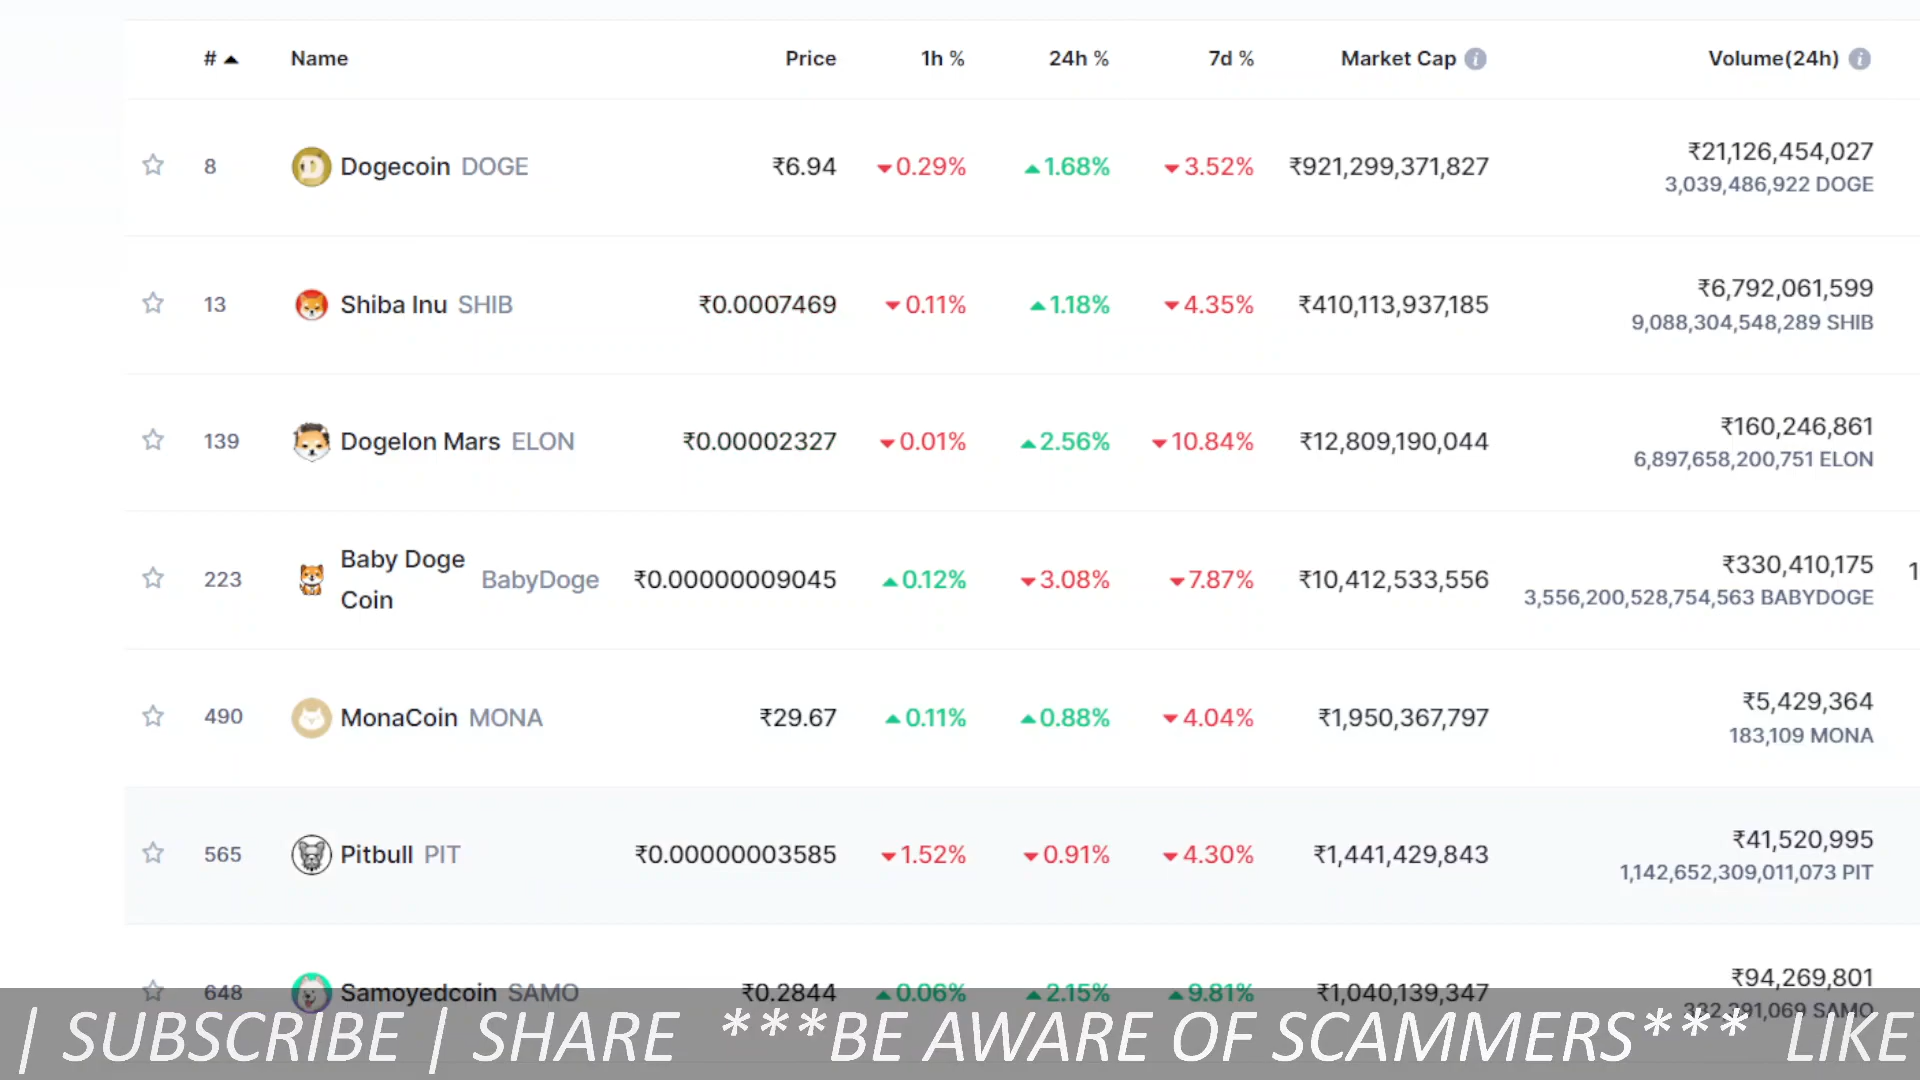 # Name Price 1h % 24h % 7d % Market Cap Volume(24h)
8 Dogecoin DOGE ₹6.94 0.29% 1.68% 3.52% ₹921,299,371,827 ₹21,126,454,027
3,039,486,922 DOGE
13 Shiba Inu SHIB ₹0.0007469 0.11% 1.18% 4.35% ₹410,113,937,185 ₹6,792,061,599
9,088,304,548,289 SHIB
139 Dogelon Mars ELON ₹0.00002327 0.01% 2.56% 10.84% ₹12,809,190,044 ₹160,246,861
6,897,658,200,751 ELON
223 Baby Doge Coin BabyDoge ₹0.00000009045 0.12% 3.08% 7.87% ₹10,412,533,556 ₹330,410,175 1
3,556,200,528,754,563 BABYDOGE
490 MonaCoin MONA ₹29.67 0.11% 0.88% 4.04% ₹1,950,367,797 ₹5,429,364
183,109 MONA
565 Pitbull PIT ₹0.00000003585 1.52% 0.91% 4.30% ₹1,441,429,843 ₹41,520,995
1,142,652,309,011,073 PIT
648 Samoyedcoin SAMO ₹0.2844 0.06% 2.15% 9.81% ₹1,040,139,347 ₹94,269,801
SAMO
| SUBSCRIBE | SHARE ***BE AWARE OF SCAMMERS*** LIKE